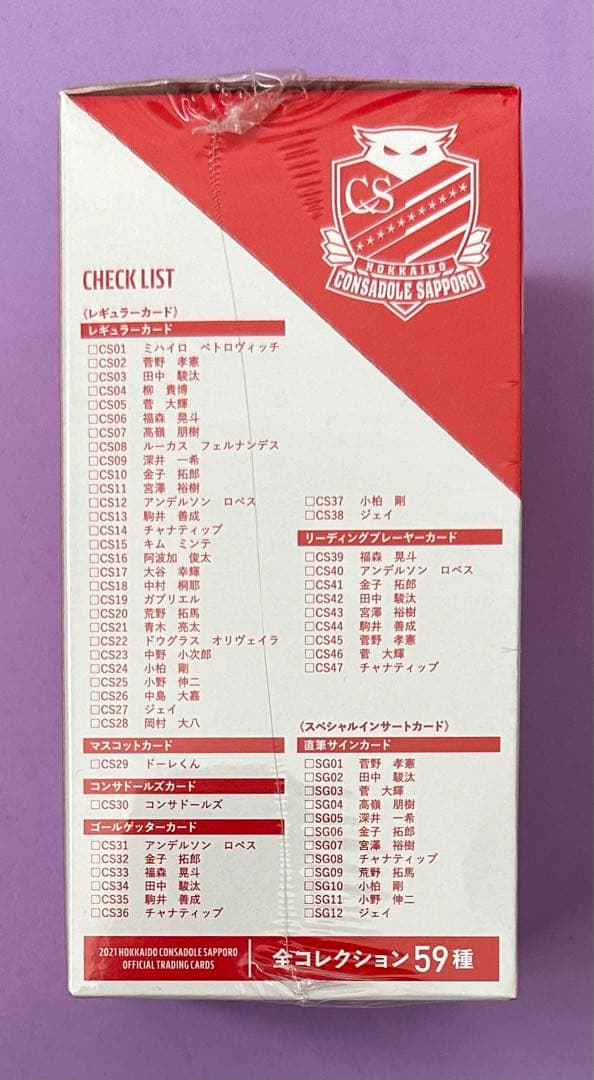 CS
HOKKAIDO
CONSADOLE SAPPORO
CHECK LIST
〈レギュラーカード〉
レギュラーカード
□CS01 ミハイロ ペトロヴィッチ
□CS02 菅野 孝憲
□CS03 田中 駿汰
□CS04 柳 貴博
□CS05 菅 大輝
□CS06 福森 晃斗
□CS07 高嶺 朋樹
□CS08 ルーカス フェルナンデス
□CS09 深井 一希
□CS10 金子 拓郎
□CS11 宮澤 裕樹
□CS12 アンデルソン ロペス
□CS13 駒井 善成
□CS14 チャナティップ
□CS15 キム ミンテ
□CS16 阿波加 俊太
□CS17 大谷 幸輝
□CS18 中村 桐耶
□CS19 ガブリエル
□CS20 荒野 拓馬
□CS21 青木 亮太
□CS22 ドウグラス オリヴェイラ
□CS23 中野 小次郎
□CS24 小柏 剛
□CS25 小野 伸二
□CS26 中島 大嘉
□CS27 ジェイ
□CS28 岡村 大八
マスコットカード
□CS29 ドーレくん
コンサドールズカード
□CS30 コンサドールズ
ゴールゲッターカード
□CS31 アンデルソン ロペス
□CS32 金子 拓郎
□CS33 福森 晃斗
□CS34 田中 駿汰
□CS35 駒井 善成
□CS36 チャナティップ
□CS37 小柏 剛
□CS38 ジェイ
リーディングプレーヤーカード
□CS39 福森 晃斗
□CS40 アンデルソン ロペス
□CS41 金子 拓郎
□CS42 田中 駿汰
□CS43 宮澤 裕樹
□CS44 駒井 善成
□CS45 菅野 孝憲
□CS46 菅 大輝
□CS47 チャナティップ
〈スペシャルインサートカード〉
直筆サインカード
□SG01 菅野 孝憲
□SG02 田中 駿汰
□SG03 菅 大輝
□SG04 高嶺 朋樹
□SG05 深井 一希
□SG06 金子 拓郎
□SG07 宮澤 裕樹
□SG08 チャナティップ
□SG09 荒野 拓馬
□SG10 小柏 剛
□SG11 小野 伸二
□SG12 ジェイ
2021 HOKKAIDO CONSADOLE SAPPORO
OFFICIAL TRADING CARDS
全コレクション59種